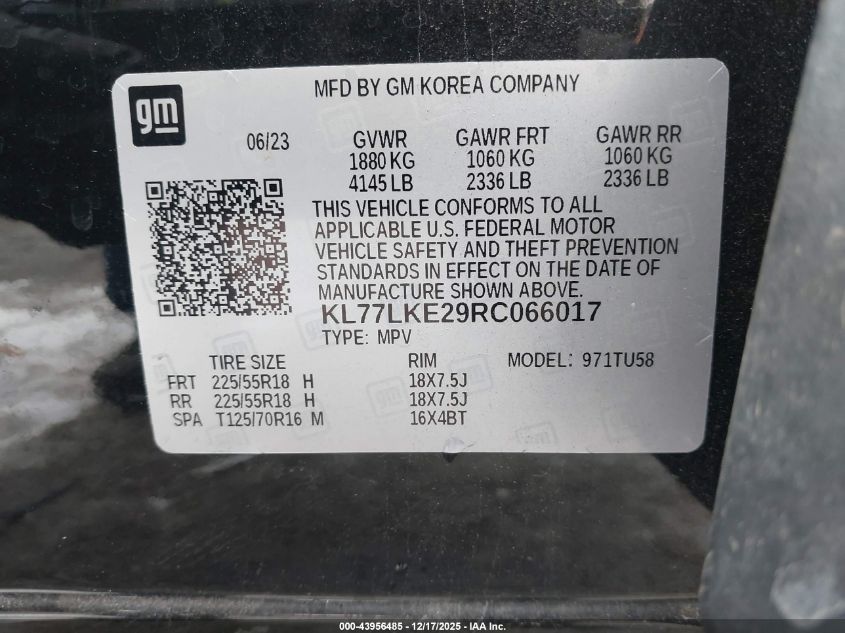 MFD BY GM KOREA COMPANY
gm
06/23 GVWR GAWR FRT GAWR RR
1880 KG 1060 KG 1060 KG
4145 LB 2336 LB 2336 LB
THIS VEHICLE CONFORMS TO ALL
APPLICABLE U.S. FEDERAL MOTOR
VEHICLE SAFETY AND THEFT PREVENTION
STANDARDS IN EFFECT ON THE DATE OF
MANUFACTURE SHOWN ABOVE.
KL77LKE29RC066017
TYPE: MPV
TIRE SIZE RIM MODEL: 971TU58
FRT 225/55R18 H 18X7.5J
RR 225/55R18 H 18X7.5J
SPA T125/70R16 M 16X4BT
000-43956485 - 12/17/2025 - IAA Inc.